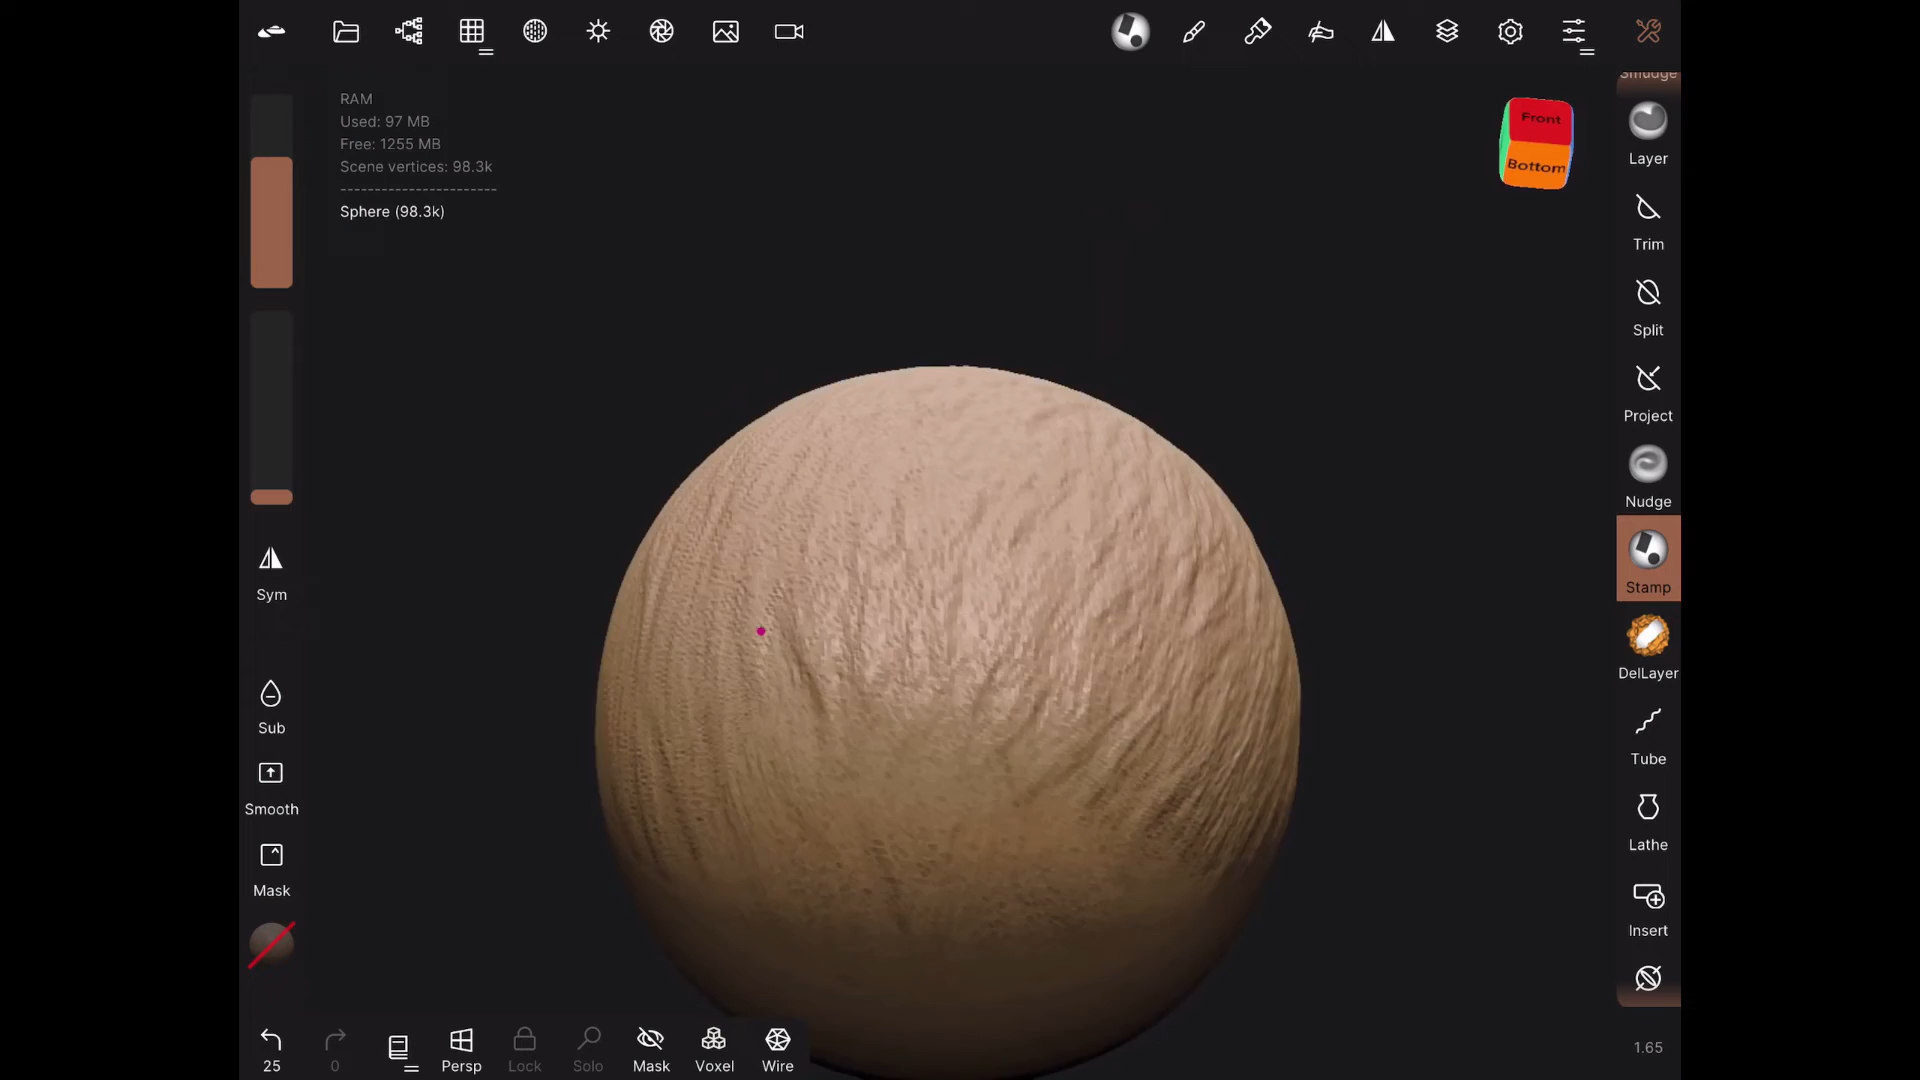 RAM
Used: 97 MB
Free: 1255 MB
Scene vertices: 98.3k
-----------------------
Sphere (98.3k)
Front
Bottom
Smudge
Layer
Trim
Split
Project
Nudge
Stamp
DelLayer
Tube
Lathe
Insert
Sym
Sub
Smooth
Mask
25
0
Persp
Lock
Solo
Mask
Voxel
Wire
1.65